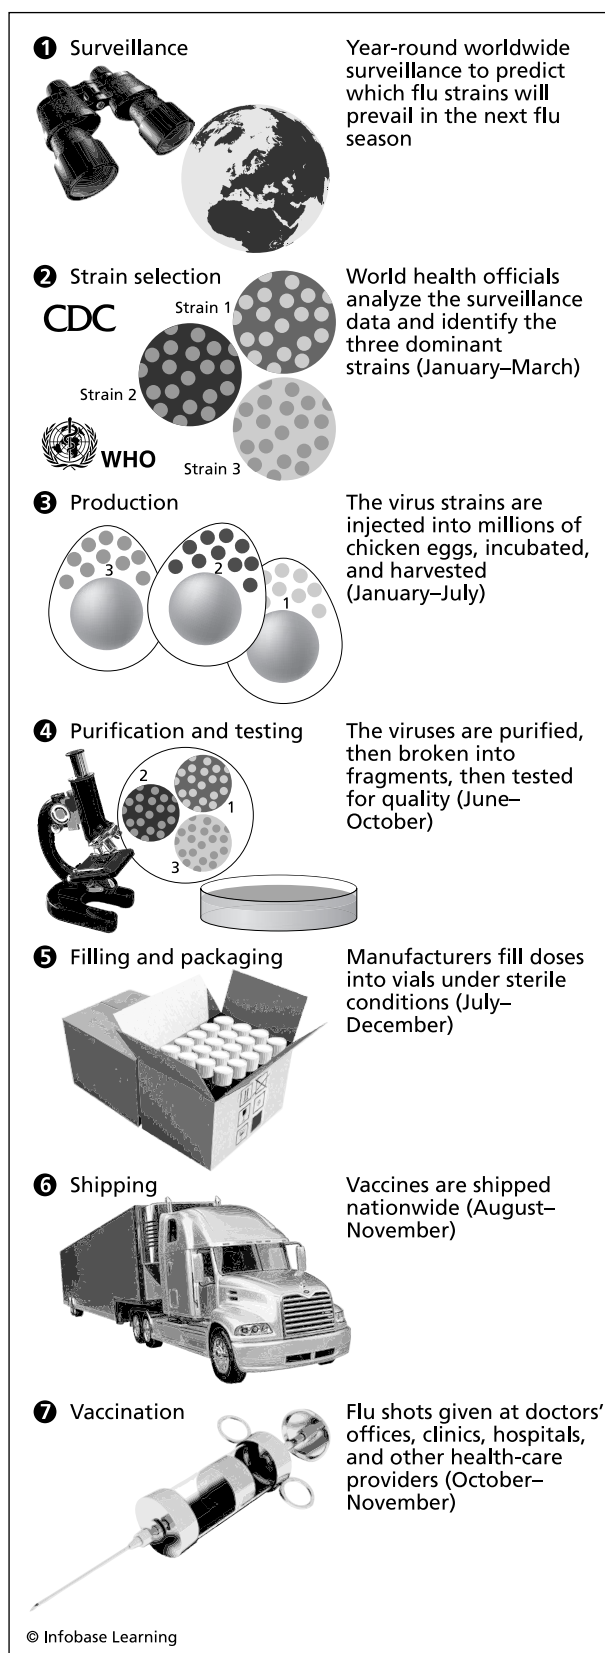 1 Surveillance
Year-round worldwide
surveillance to predict
which flu strains will
prevail in the next flu
season
2 Strain selection
CDC
Strain 1
Strain 2
WHO
Strain 3
World health officials
analyze the surveillance
data and identify the
three dominant
strains (January–March)
3 Production
3
2
1
The virus strains are
injected into millions of
chicken eggs, incubated,
and harvested
(January–July)
4 Purification and testing
2
1
3
The viruses are purified,
then broken into
fragments, then tested
for quality (June–
October)
5 Filling and packaging
Manufacturers fill doses
into vials under sterile
conditions (July–
December)
6 Shipping
Vaccines are shipped
nationwide (August–
November)
7 Vaccination
Flu shots given at doctors’
offices, clinics, hospitals,
and other health-care
providers (October–
November)
© Infobase Learning